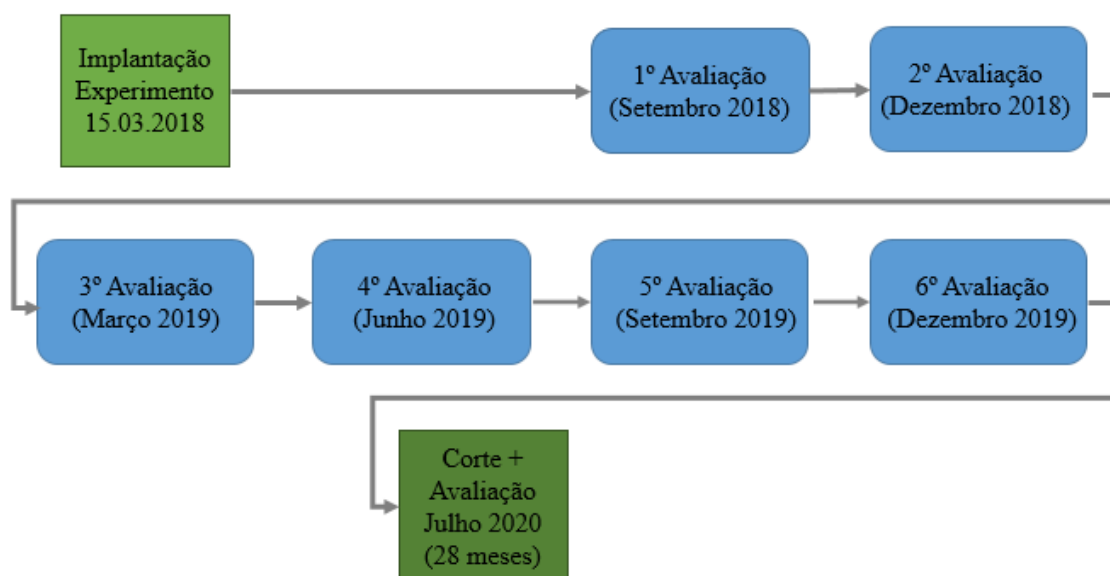 Implantação
Experimento
15.03.2018
1º Avaliação
(Setembro 2018)
2º Avaliação
(Dezembro 2018)
3º Avaliação
(Março 2019)
4º Avaliação
(Junho 2019)
5º Avaliação
(Setembro 2019)
6º Avaliação
(Dezembro 2019)
Corte +
Avaliação
Julho 2020
(28 meses)